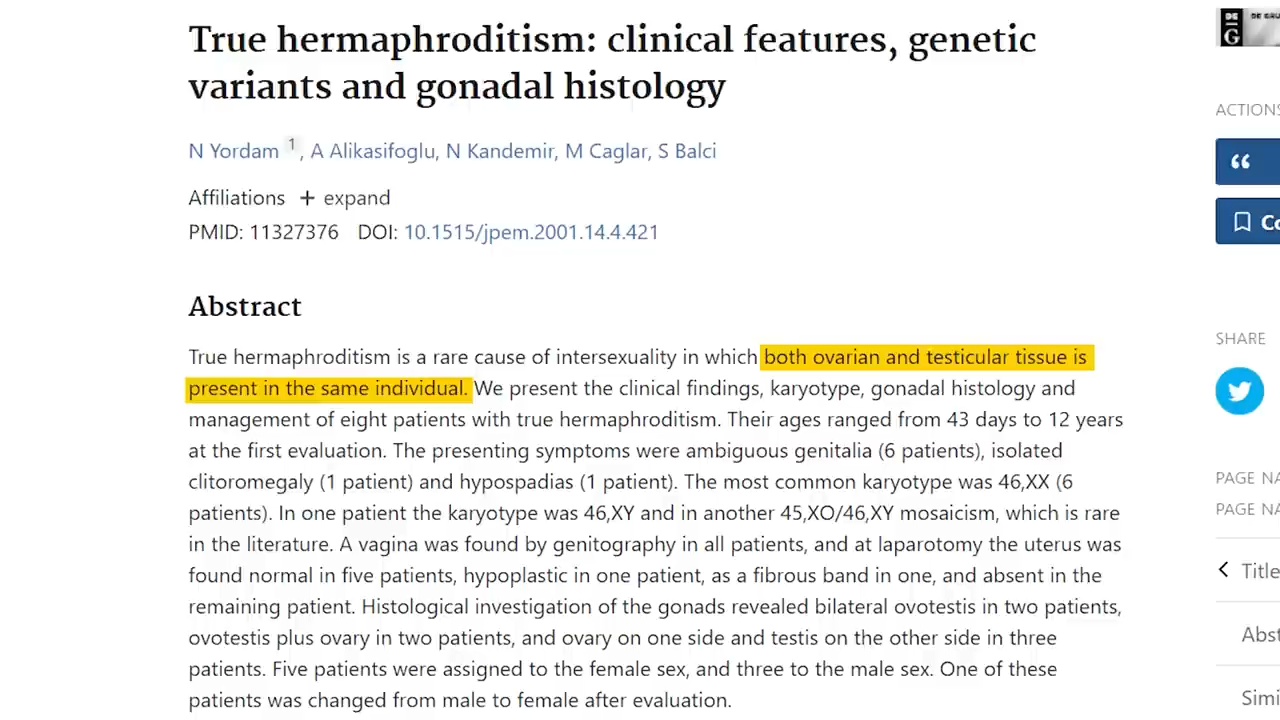 True hermaphroditism: clinical features, genetic
variants and gonadal histology
N Yordam 1, A Alikasifoglu, N Kandemir, M Caglar, S Balci
Affiliations + expand
PMID: 11327376 DOI: 10.1515/jpem.2001.14.4.421
Abstract
True hermaphroditism is a rare cause of intersexuality in which both ovarian and testicular tissue is
present in the same individual. We present the clinical findings, karyotype, gonadal histology and
management of eight patients with true hermaphroditism. Their ages ranged from 43 days to 12 years
at the first evaluation. The presenting symptoms were ambiguous genitalia (6 patients), isolated
clitoromegaly (1 patient) and hypospadias (1 patient). The most common karyotype was 46,XX (6
patients). In one patient the karyotype was 46,XY and in another 45,XO/46,XY mosaicism, which is rare
in the literature. A vagina was found by genitography in all patients, and at laparotomy the uterus was
found normal in five patients, hypoplastic in one patient, as a fibrous band in one, and absent in the
remaining patient. Histological investigation of the gonads revealed bilateral ovotestis in two patients,
ovotestis plus ovary in two patients, and ovary on one side and testis on the other side in three
patients. Five patients were assigned to the female sex, and three to the male sex. One of these
patients was changed from male to female after evaluation.
DE
G
DE GRU
ACTIONS
“
Co
SHARE
PAGE NA
PAGE NA
Title
Abst
Simi